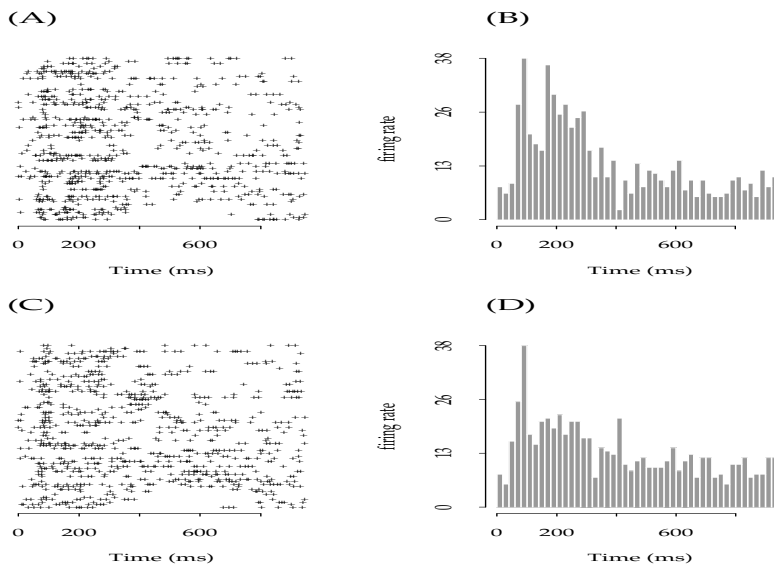 (A)
0 200 600
Time (ms)
(B)
firing rate
0 13 26 38
0 200 600
Time (ms)
(C)
0 200 600
Time (ms)
(D)
firing rate
0 13 26 38
0 200 600
Time (ms)